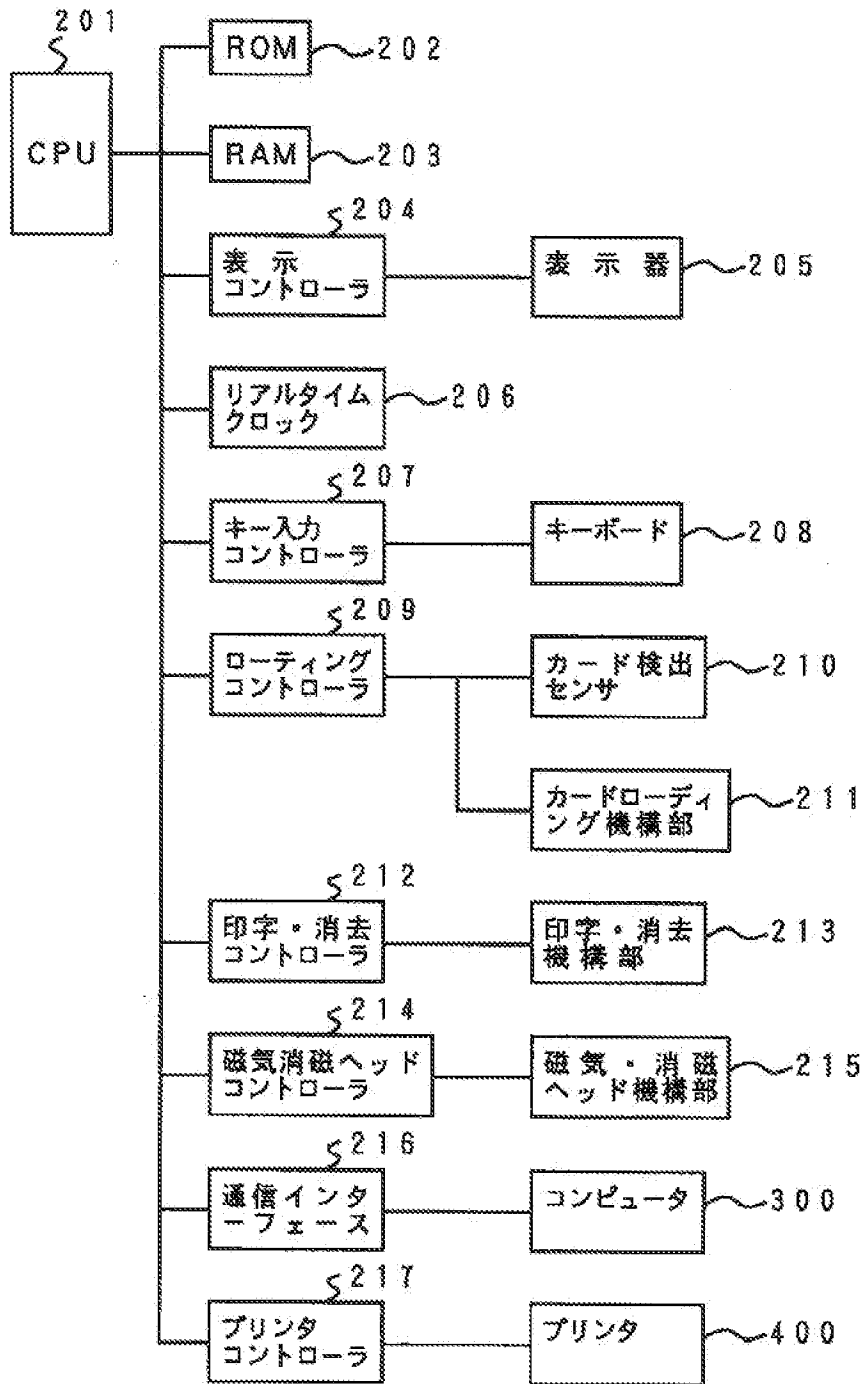 201
CPU
ROM
202
RAM
203
204
表示
コントローラ
表示器
205
リアルタイム
クロック
206
207
キー入力
コントローラ
キーボード
208
209
ローティング
コントローラ
カード検出
センサ
210
カードローディ
ング機構部
211
212
印字・消去
コントローラ
印字・消去
機構部
213
214
磁気消磁ヘッド
コントローラ
磁気・消磁
ヘッド機構部
215
216
通信インタ
ーフェース
コンピュータ
300
217
プリンタ
コントローラ
プリンタ
400